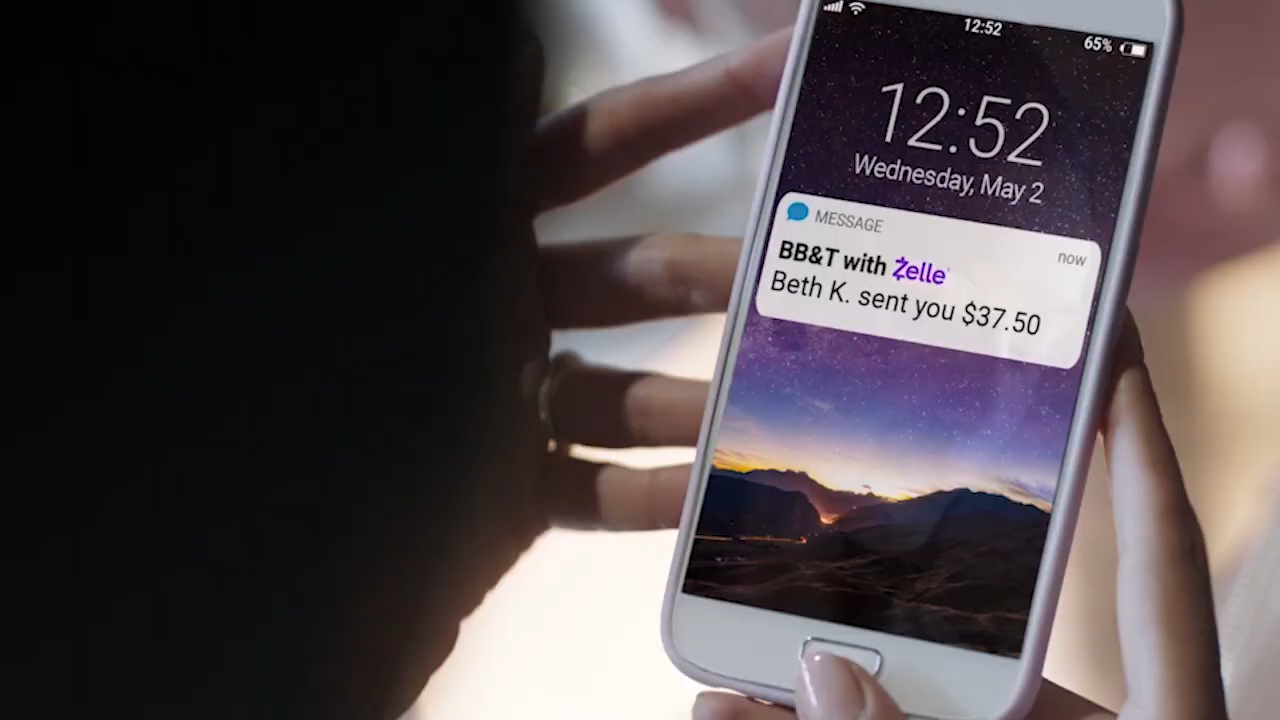 12:52
65%
12:52
Wednesday, May 2
MESSAGE
now
BB&T with Zelle
Beth K. sent you $37.50